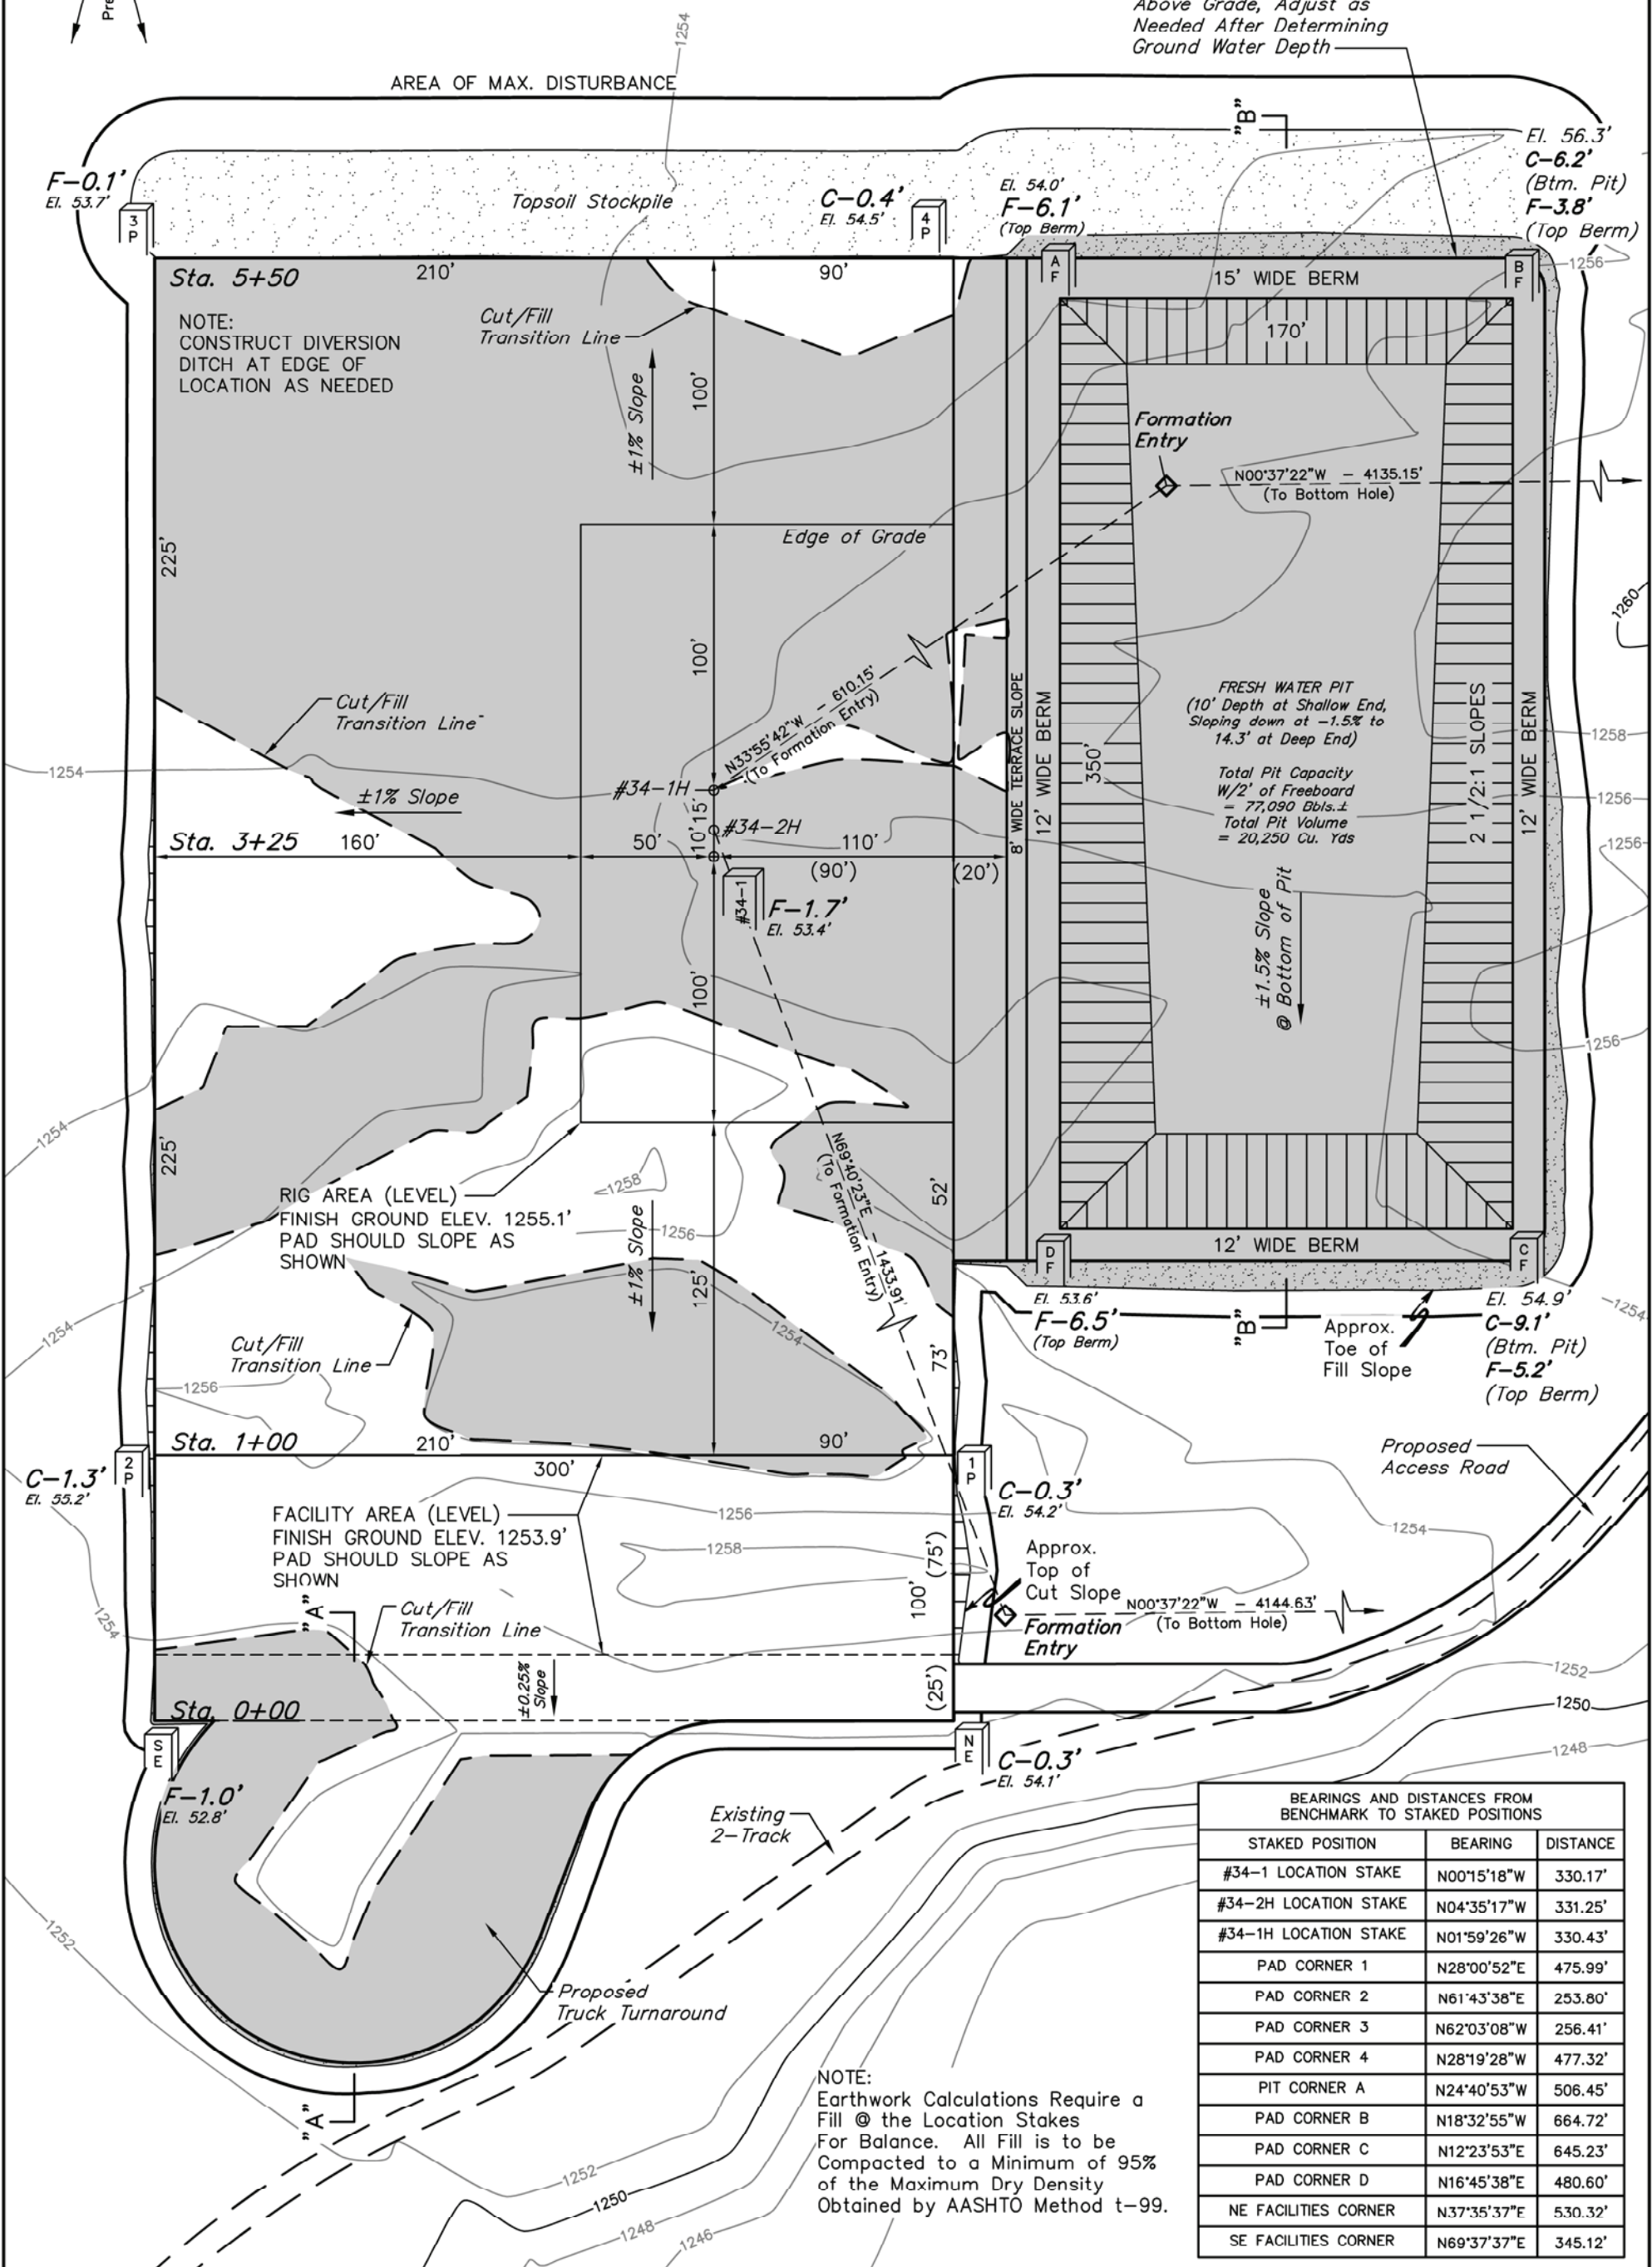 Pre
1254
Above Grade, Adjust as
Needed After Determining
Ground Water Depth
AREA OF MAX. DISTURBANCE
"B"
El. 56.3'
C-6.2'
(Btm. Pit)
F-3.8'
(Top Berm)
F-0.1'
El. 53.7'
3
P
Topsoil Stockpile
C-0.4'
El. 54.5'
4
P
El. 54.0'
F-6.1'
(Top Berm)
A
F
B
F
1256
Sta. 5+50
210'
90'
15' WIDE BERM
170'
NOTE:
CONSTRUCT DIVERSION
DITCH AT EDGE OF
LOCATION AS NEEDED
Cut/Fill
Transition Line
±1% Slope
100'
Formation
Entry
N00°37'22"W - 4135.15'
(To Bottom Hole)
Edge of Grade
225'
1260
100'
N33°55'42"W - 610.15'
(To Formation Entry)
Cut/Fill
Transition Line
8' WIDE TERRACE SLOPE
12' WIDE BERM
350'
FRESH WATER PIT
(10' Depth at Shallow End,
Sloping down at -1.5% to
14.3' at Deep End)
Total Pit Capacity
W/2' of Freeboard
= 77,090 Bbls.±
Total Pit Volume
= 20,250 Cu. Yds
2 1/2:1 SLOPES
12' WIDE BERM
1258
1254
±1% Slope
#34-1H
15'
1256
#34-2H
10'
Sta. 3+25
160'
50'
110'
(90')
(20')
1256
#34-1
F-1.7'
El. 53.4'
±1.5% Slope
@ Bottom of Pit
100'
1256
1254
225'
N69°40'23"E - 1433.91'
(To Formation Entry)
52'
1258
RIG AREA (LEVEL)
FINISH GROUND ELEV. 1255.1'
PAD SHOULD SLOPE AS
SHOWN
±1% Slope
1256
125'
D
F
12' WIDE BERM
C
F
El. 53.6'
F-6.5'
(Top Berm)
"B"
Approx.
Toe of
Fill Slope
El. 54.9'
C-9.1'
(Btm. Pit)
F-5.2'
(Top Berm)
1254
1254
Cut/Fill
Transition Line
1254
73'
1256
Sta. 1+00
210'
90'
300'
2
P
C-1.3'
El. 55.2'
1
P
C-0.3'
El. 54.2'
Proposed
Access Road
FACILITY AREA (LEVEL)
FINISH GROUND ELEV. 1253.9'
PAD SHOULD SLOPE AS
SHOWN
1256
1258
1254
(75')
100'
Approx.
Top of
Cut Slope
N00°37'22"W - 4144.63'
(To Bottom Hole)
Formation
Entry
1254
"A"
Cut/Fill
Transition Line
±0.25%
Slope
(25')
1252
1250
1248
Sta. 0+00
S
E
F-1.0'
El. 52.8'
N
E
C-0.3'
El. 54.1'
Existing
2-Track
1252
Proposed
Truck Turnaround
"A"
NOTE:
Earthwork Calculations Require a
Fill @ the Location Stakes
For Balance. All Fill is to be
Compacted to a Minimum of 95%
of the Maximum Dry Density
Obtained by AASHTO Method t-99.
1252
1250
1248
1246
BEARINGS AND DISTANCES FROM
BENCHMARK TO STAKED POSITIONS
STAKED POSITION BEARING DISTANCE
#34-1 LOCATION STAKE N00°15'18"W 330.17'
#34-2H LOCATION STAKE N04°35'17"W 331.25'
#34-1H LOCATION STAKE N01°59'26"W 330.43'
PAD CORNER 1 N28°00'52"E 475.99'
PAD CORNER 2 N61°43'38"E 253.80'
PAD CORNER 3 N62°03'08"W 256.41'
PAD CORNER 4 N28°19'28"W 477.32'
PIT CORNER A N24°40'53"W 506.45'
PAD CORNER B N18°32'55"W 664.72'
PAD CORNER C N12°23'53"E 645.23'
PAD CORNER D N16°45'38"E 480.60'
NE FACILITIES CORNER N37°35'37"E 530.32'
SE FACILITIES CORNER N69°37'37"E 345.12'